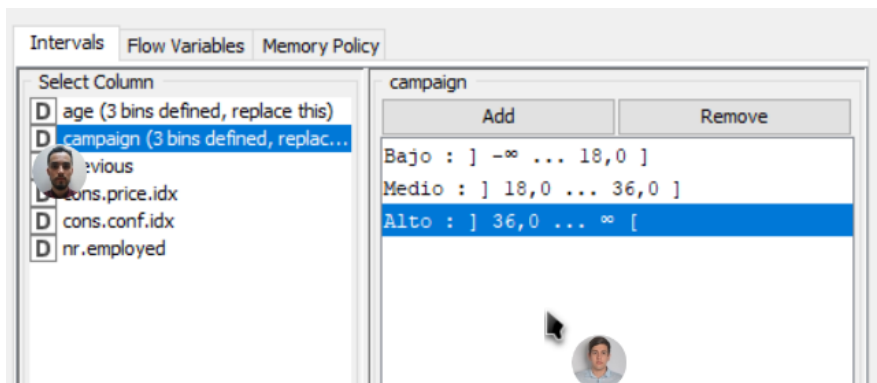 Intervals Flow Variables Memory Policy
Select Column
D age (3 bins defined, replace this)
D campaign (3 bins defined, replac...
D cons.price.idx
D cons.conf.idx
D nr.employed
campaign
Add Remove
Bajo : ] -∞ ... 18,0 ]
Medio : ] 18,0 ... 36,0 ]
Alto : ] 36,0 ... ∞ [